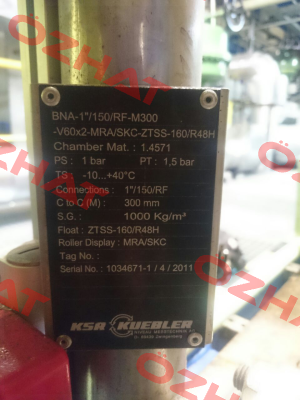 BNA-1"/150/RF-M300
-V60x2-MRA/SKC-ZTSS-160/R48H
Chamber Mat. : 1.4571
PS : 1 bar PT : 1,5 bar
TS : -10...+40°C
Connections : 1"/150/RF
C to C (M) : 300 mm
S.G. : 1000 Kg/m³
Float : ZTSS-160/R48H
Roller Display : MRA/SKC
Tag No :
Serial No. : 1034671-1 / 4 / 2011
KSR KUEBLER
OZHAT
OZHAT
OZHAT
OZHAT